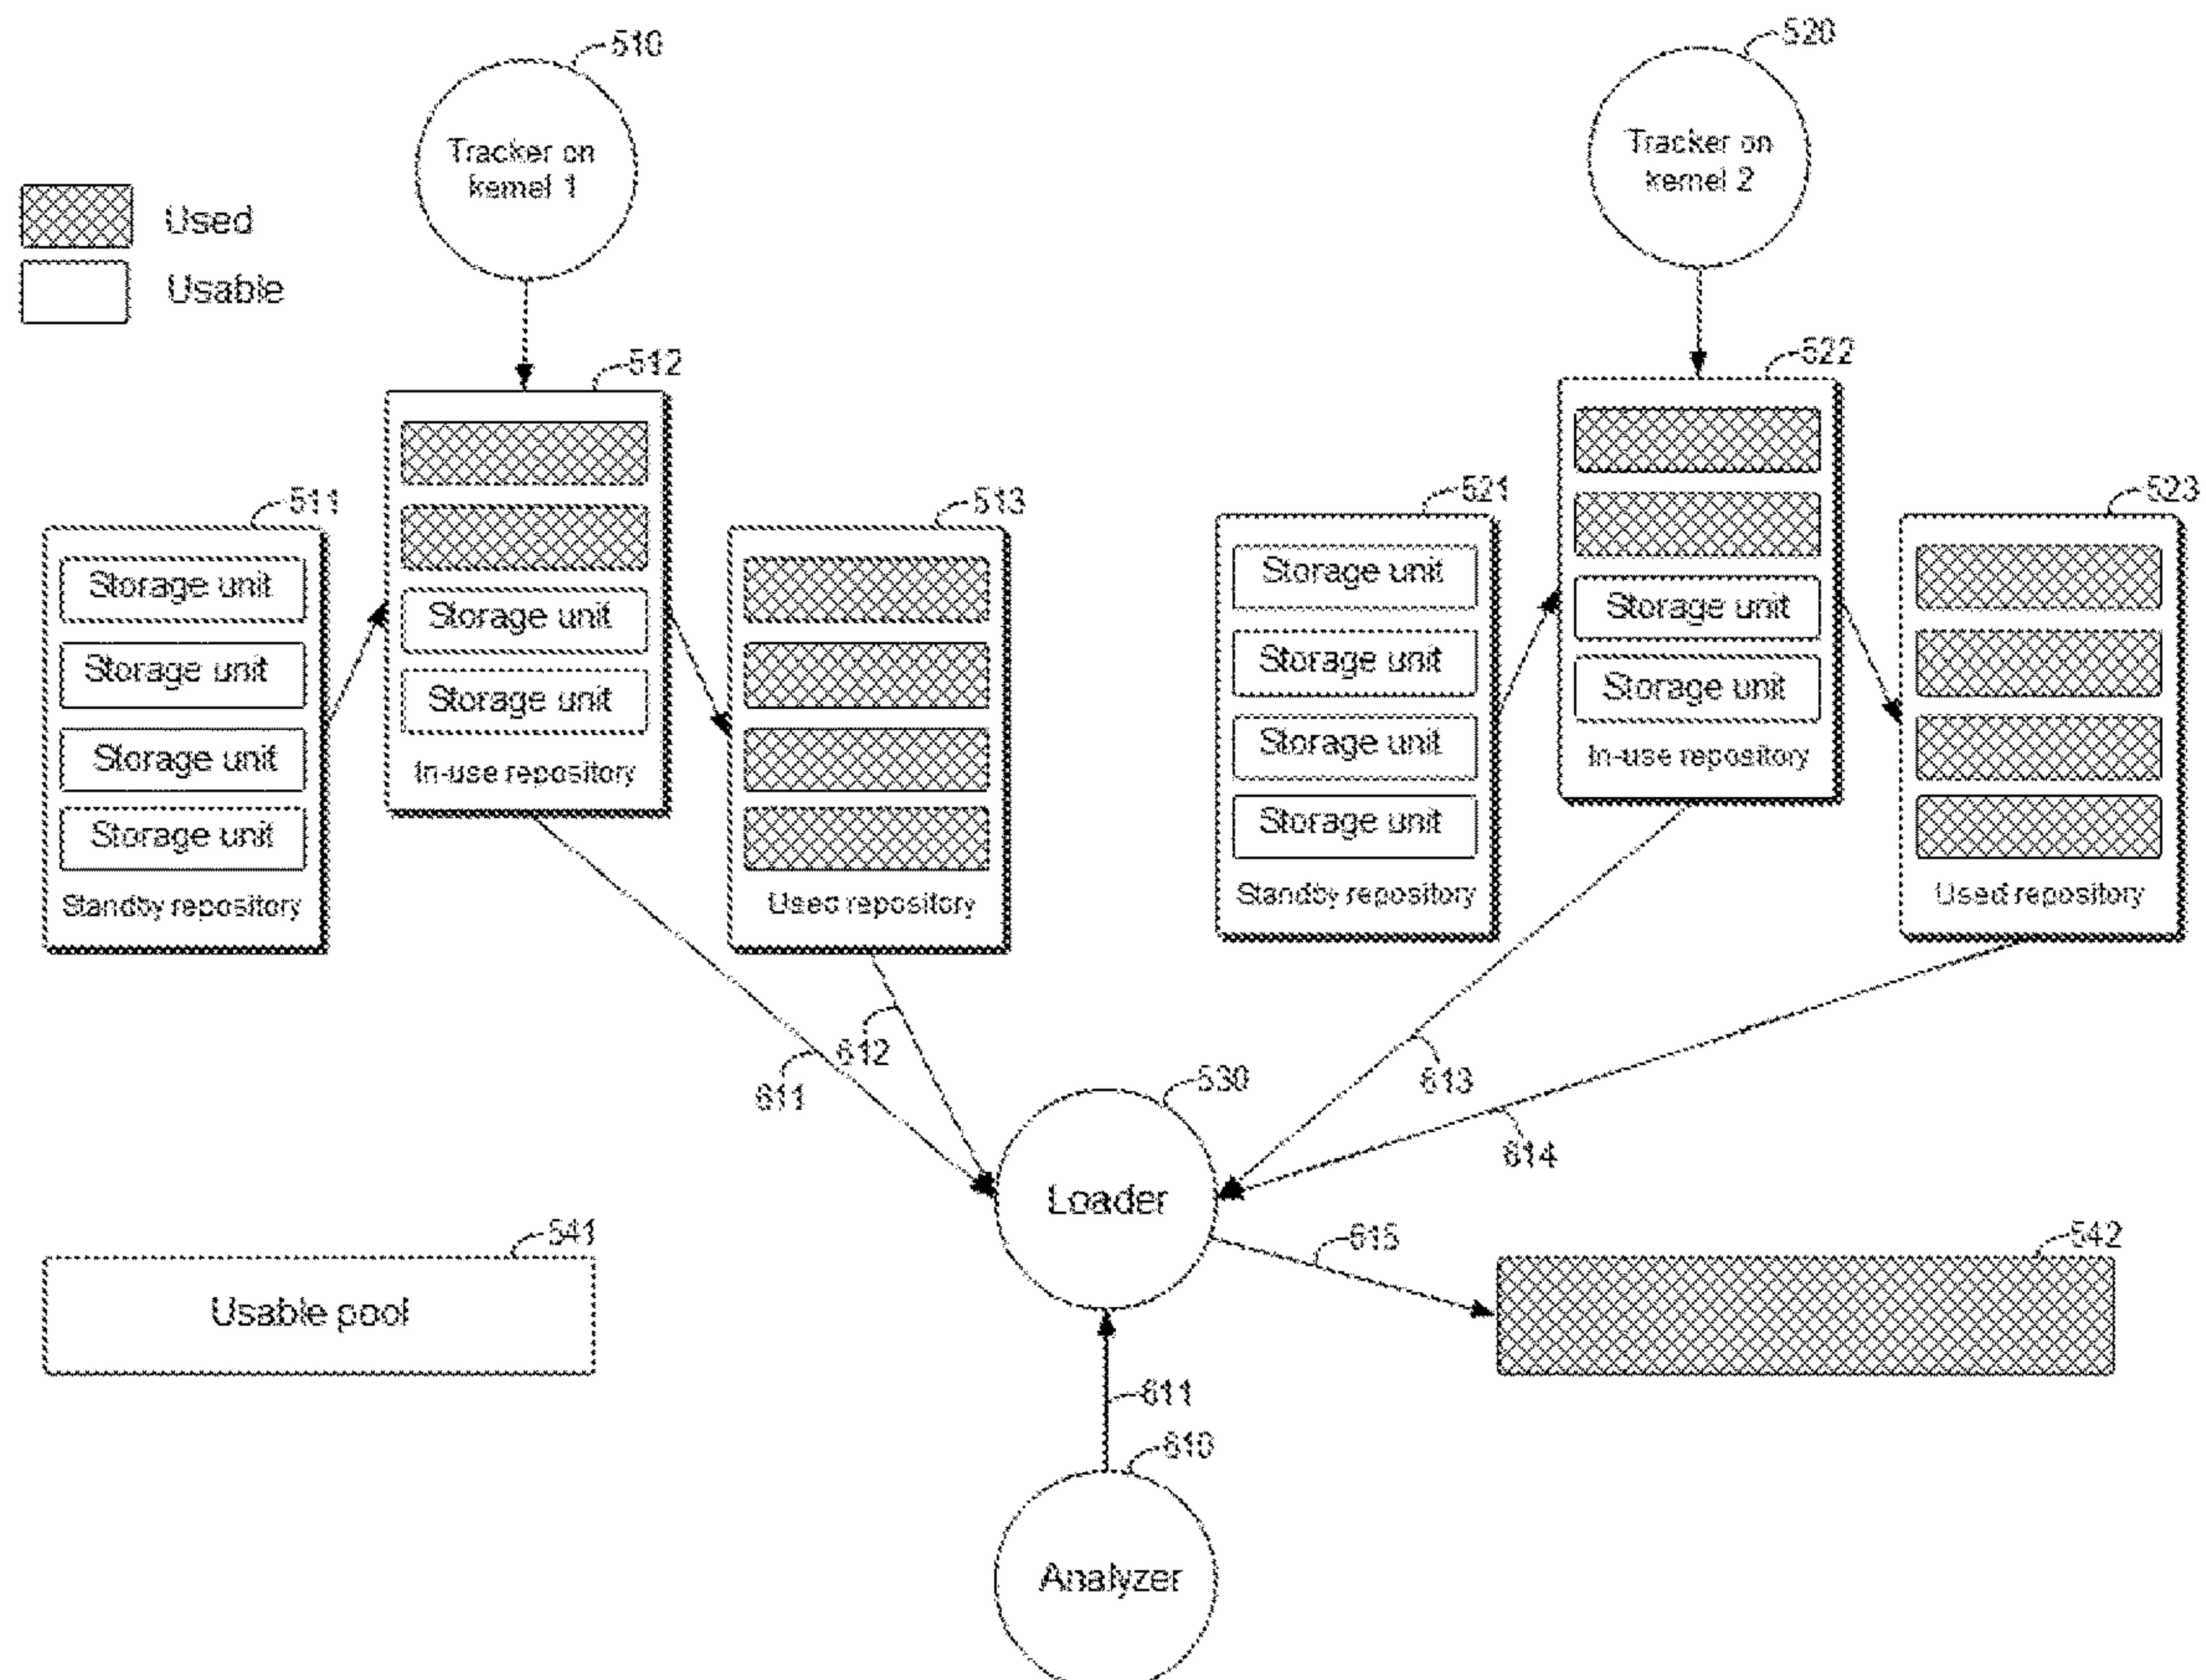 510
520
Tracker on
kernel 1
Tracker on
kernel 2
Used
Usable
512
522
511
513
521
523
Storage unit
Storage unit
Storage unit
Storage unit
Standby repository
Storage unit
Storage unit
In-use repository
Used repository
Storage unit
Storage unit
Storage unit
Storage unit
Standby repository
Storage unit
Storage unit
In-use repository
Used repository
612
611
613
614
530
Loader
541
Usable pool
615
542
611
610
Analyzer